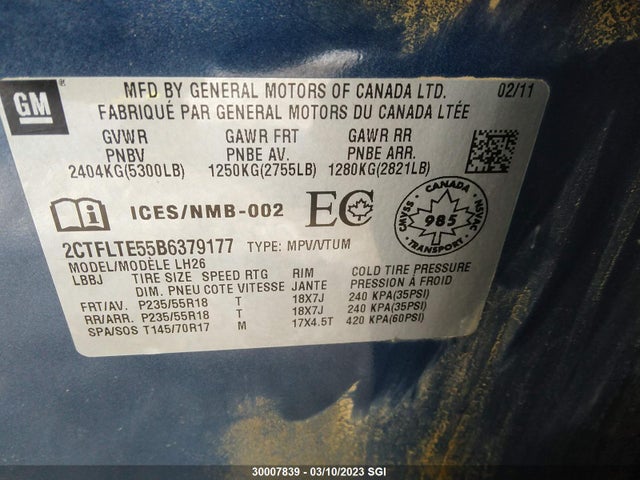 GM
MFD BY GENERAL MOTORS OF CANADA LTD. 02/11
FABRIQUÉ PAR GENERAL MOTORS DU CANADA LTÉE
GVWR GAWR FRT GAWR RR
PNBV PNBE AV. PNBE ARR.
2404KG(5300LB) 1250KG(2755LB) 1280KG(2821LB)
ICES/NMB-002 EC
CANADA
CMVSS 985 NSVAC
TRANSPORT
2CTFLTE55B6379177 TYPE: MPV/VTUM
MODEL/MODÈLE LH26
LBBJ TIRE SIZE SPEED RTG RIM COLD TIRE PRESSURE
DIM. PNEU COTE VITESSE JANTE PRESSION À FROID
FRT/AV. P235/55R18 T 18X7J 240 KPA(35PSI)
RR/ARR. P235/55R18 T 18X7J 240 KPA(35PSI)
SPA/SOS T145/70R17 M 17X4.5T 420 KPA(60PSI)
30007839 — 03/10/2023 SGI